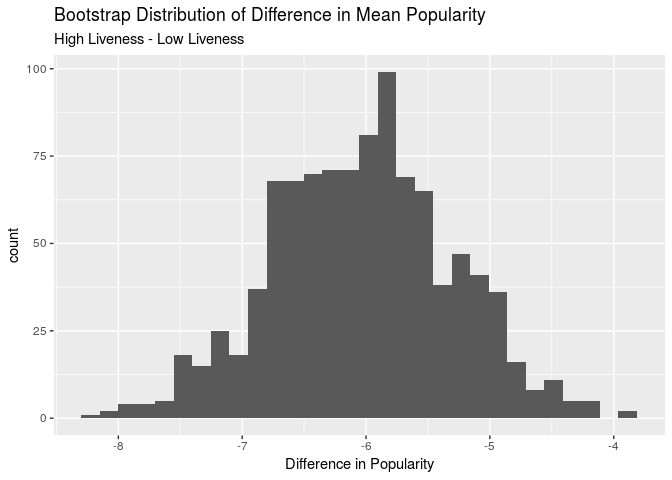 Bootstrap Distribution of Difference in Mean Popularity
High Liveness - Low Liveness
100
75
50
25
0
count
-8 -7 -6 -5 -4
Difference in Popularity